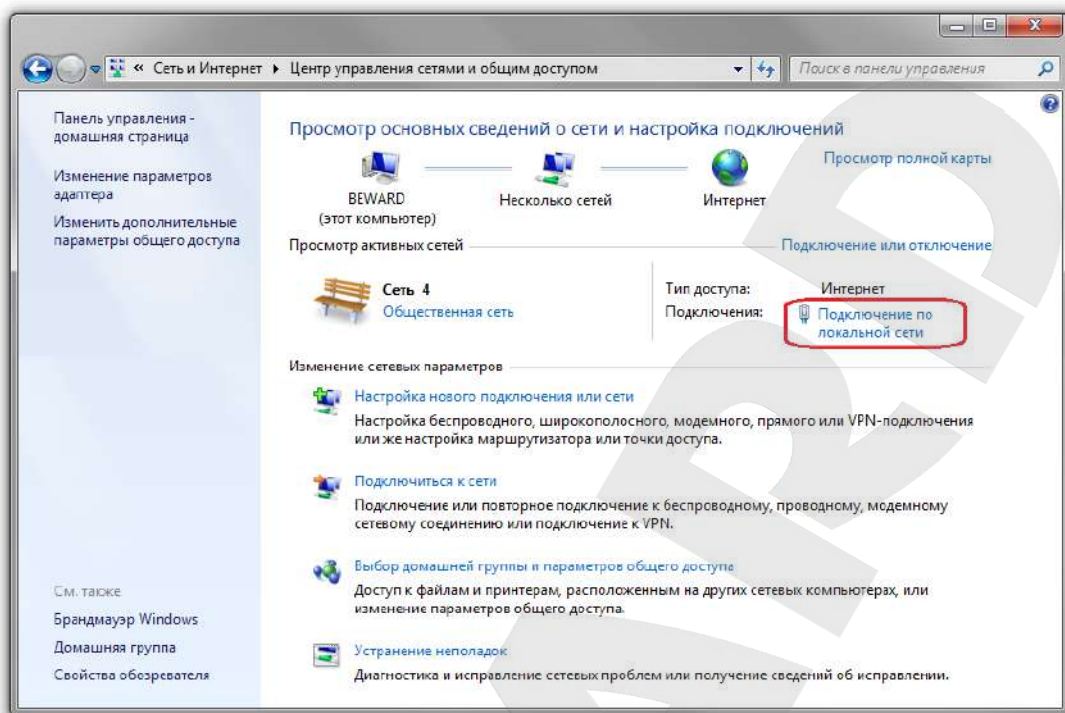 « Сеть и Интернет ▸ Центр управления сетями и общим доступом
Поиск в панели управления
Панель управления -
домашняя страница
Изменение параметров
адаптера
Изменить дополнительные
параметры общего доступа
См. также
Брандмауэр Windows
Домашняя группа
Свойства обозревателя
Просмотр основных сведений о сети и настройка подключений
Просмотр полной карты
BEWARD
(этот компьютер)
Несколько сетей
Интернет
Просмотр активных сетей
Подключение или отключение
Сеть 4
Общественная сеть
Тип доступа: Интернет
Подключения: Подключение по
локальной сети
Изменение сетевых параметров
Настройка нового подключения или сети
Настройка беспроводного, широкополосного, модемного, прямого или VPN-подключения
или же настройка маршрутизатора или точки доступа.
Подключиться к сети
Подключение или повторное подключение к беспроводному, проводному, модемному
сетевому соединению или подключение к VPN.
Выбор домашней группы и параметров общего доступа
Доступ к файлам и принтерам, расположенным на других сетевых компьютерах, или
изменение параметров общего доступа.
Устранение неполадок
Диагностика и исправление сетевых проблем или получение сведений об исправлении.